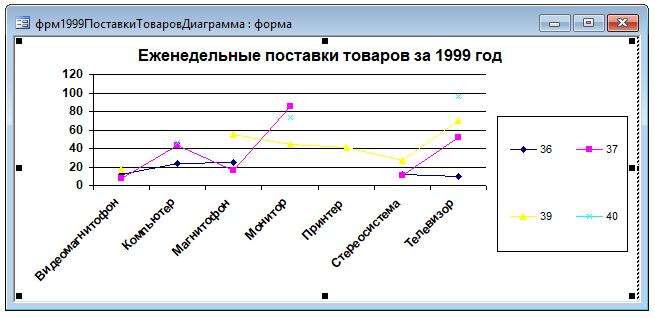 фрм1999ПоставкиТоваровДиаграмма : форма
Еженедельные поставки товаров за 1999 год
120
100
80
60
40
20
0
Видеомагнитофон
Компьютер
Магнитофон
Монитор
Принтер
Стереосистема
Телевизор
36 37
39 40